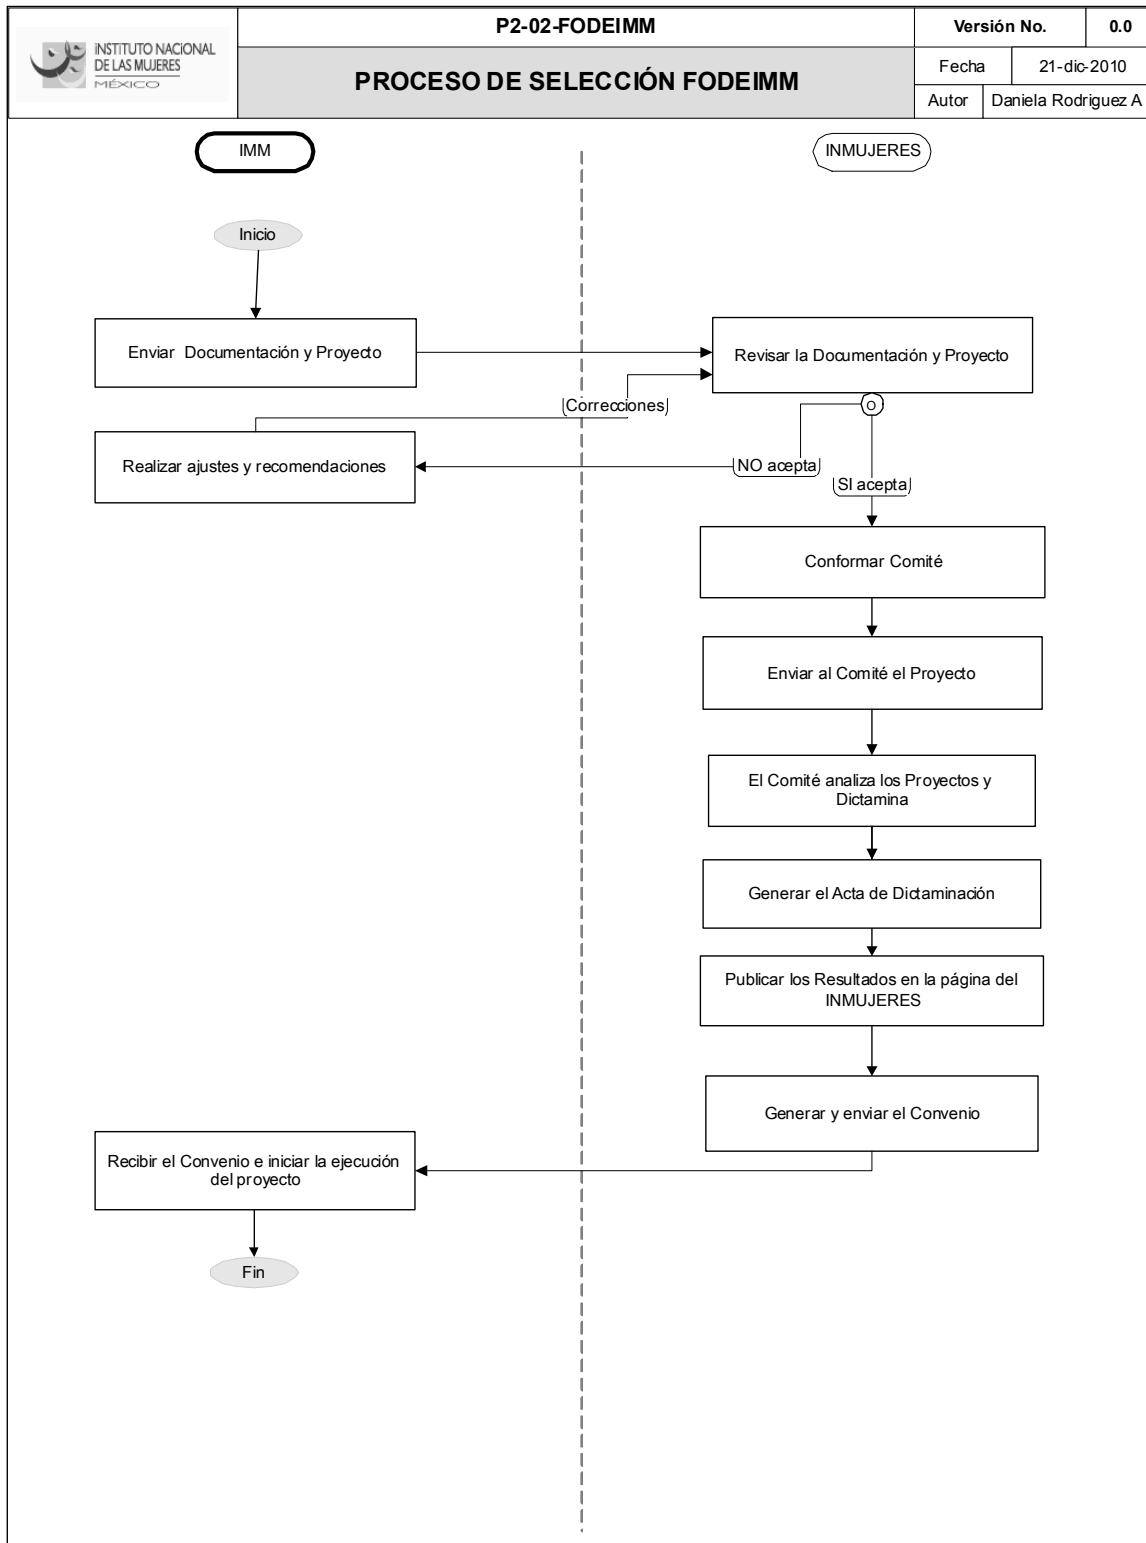 INSTITUTO NACIONAL
DE LAS MUJERES
MÉXICO
P2-02-FODEIMM
PROCESO DE SELECCIÓN FODEIMM
Versión No. 0.0
Fecha 21-dic-2010
Autor Daniela Rodriguez A
IMM
INMUJERES
Inicio
Enviar Documentación y Proyecto
Revisar la Documentación y Proyecto
Correcciones
O
Realizar ajustes y recomendaciones
NO acepta
SI acepta
Conformar Comité
Enviar al Comité el Proyecto
El Comité analiza los Proyectos y
Dictamina
Generar el Acta de Dictaminación
Publicar los Resultados en la página del
INMUJERES
Generar y enviar el Convenio
Recibir el Convenio e iniciar la ejecución
del proyecto
Fin